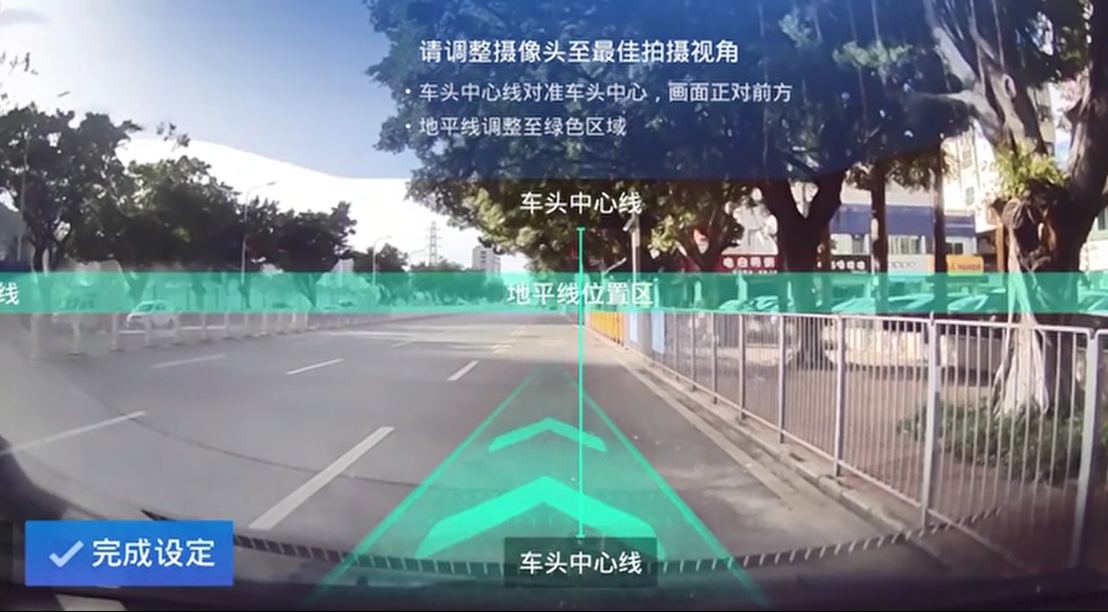 请调整摄像头至最佳拍摄视角
• 车头中心线对准车头中心，画面正对前方
• 地平线调整至绿色区域
车头中心线
线
地平线位置区
车头中心线
完成设定